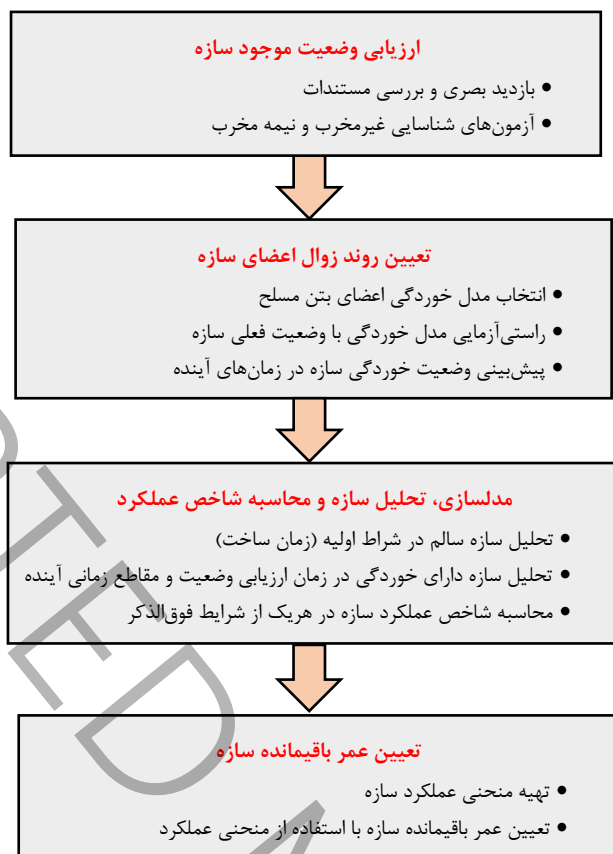 ارزیابی وضعیت موجود سازه
• بازدید بصری و بررسی مستندات
• آزمون‌های شناسایی غیرمخرب و نیمه مخرب
تعیین روند زوال اعضای سازه
• انتخاب مدل خوردگی اعضای بتن مسلح
• راستی‌آزمایی مدل خوردگی با وضعیت فعلی سازه
• پیش‌بینی وضعیت خوردگی سازه در زمان‌های آینده
مدلسازی، تحلیل سازه و محاسبه شاخص عملکرد
• تحلیل سازه سالم در شراط اولیه (زمان ساخت)
• تحلیل سازه دارای خوردگی در زمان ارزیابی وضعیت و مقاطع زمانی آینده
• محاسبه شاخص عملکرد سازه در هریک از شرایط فوق‌الذکر
تعیین عمر باقیمانده سازه
• تهیه منحنی عملکرد سازه
• تعیین عمر باقیمانده سازه با استفاده از منحنی عملکرد